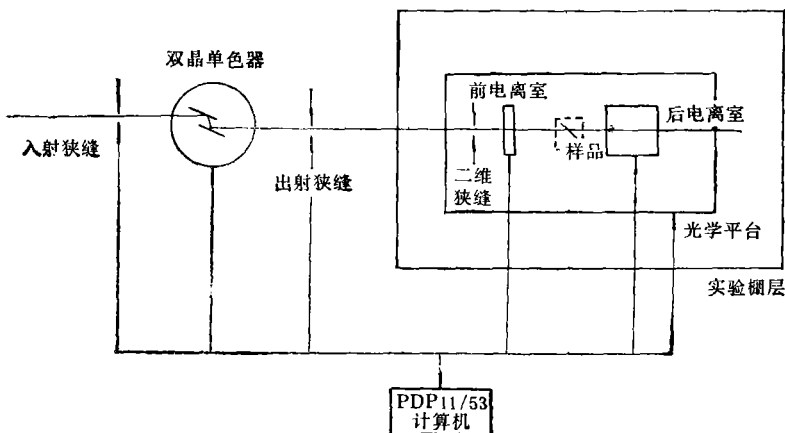 双晶单色器
前电离室
后电离室
入射狭缝
样品
出射狭缝
二维
狭缝
光学平台
实验棚层
PDP11/53
计算机